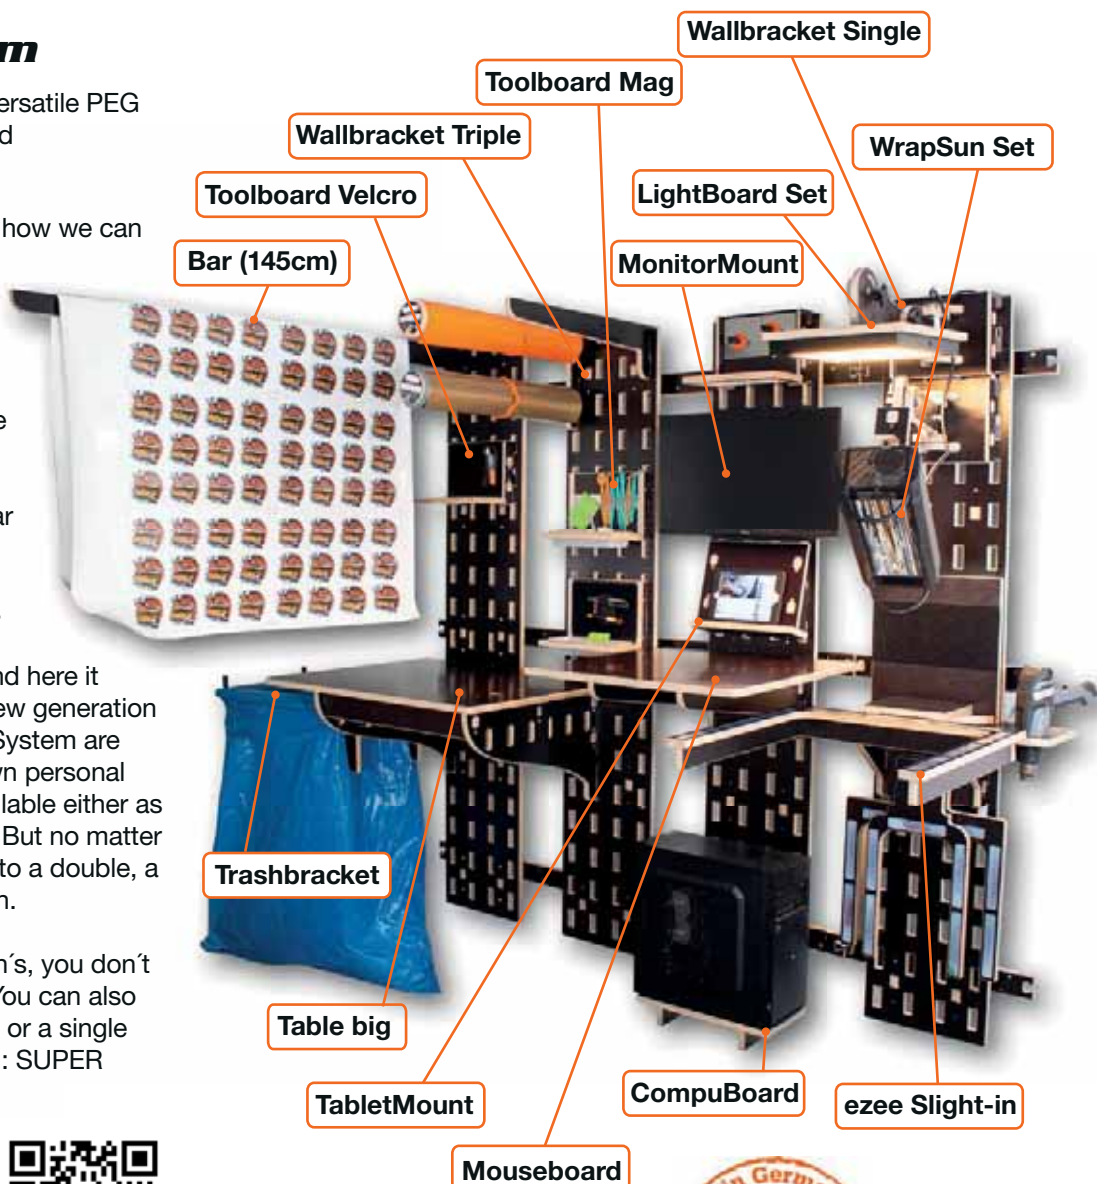 m
ersatile PEG
d
how we can
e
ar
nd here it
ew generation
System are
wn personal
lable either as
But no matter
to a double, a
n.
n´s, you don´t
You can also
or a single
: SUPER
Wallbracket Single
Toolboard Mag
Wallbracket Triple
WrapSun Set
Toolboard Velcro
LightBoard Set
Bar (145cm)
MonitorMount
Trashbracket
Table big
TabletMount
CompuBoard
ezee Slight-in
Mouseboard
in Germ